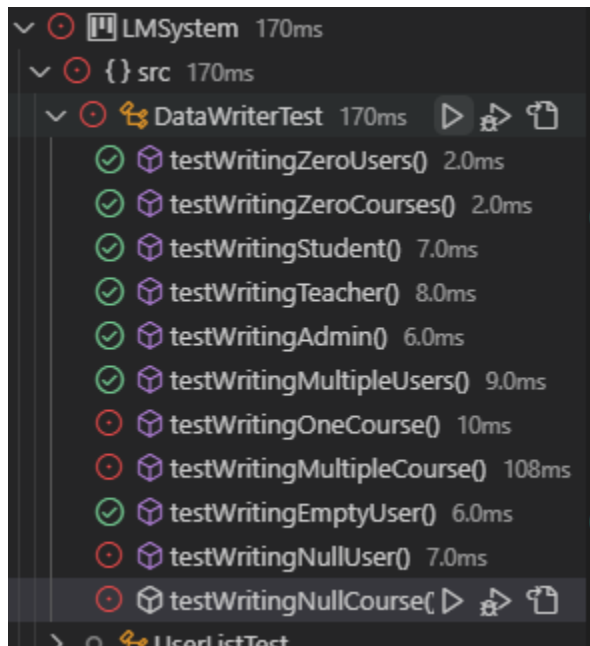 LMSystem 170ms
{} src 170ms
DataWriterTest 170ms
testWritingZeroUsers() 2.0ms
testWritingZeroCourses() 2.0ms
testWritingStudent() 7.0ms
testWritingTeacher() 8.0ms
testWritingAdmin() 6.0ms
testWritingMultipleUsers() 9.0ms
testWritingOneCourse() 10ms
testWritingMultipleCourse() 108ms
testWritingEmptyUser() 6.0ms
testWritingNullUser() 7.0ms
testWritingNullCourse(
UserListTest